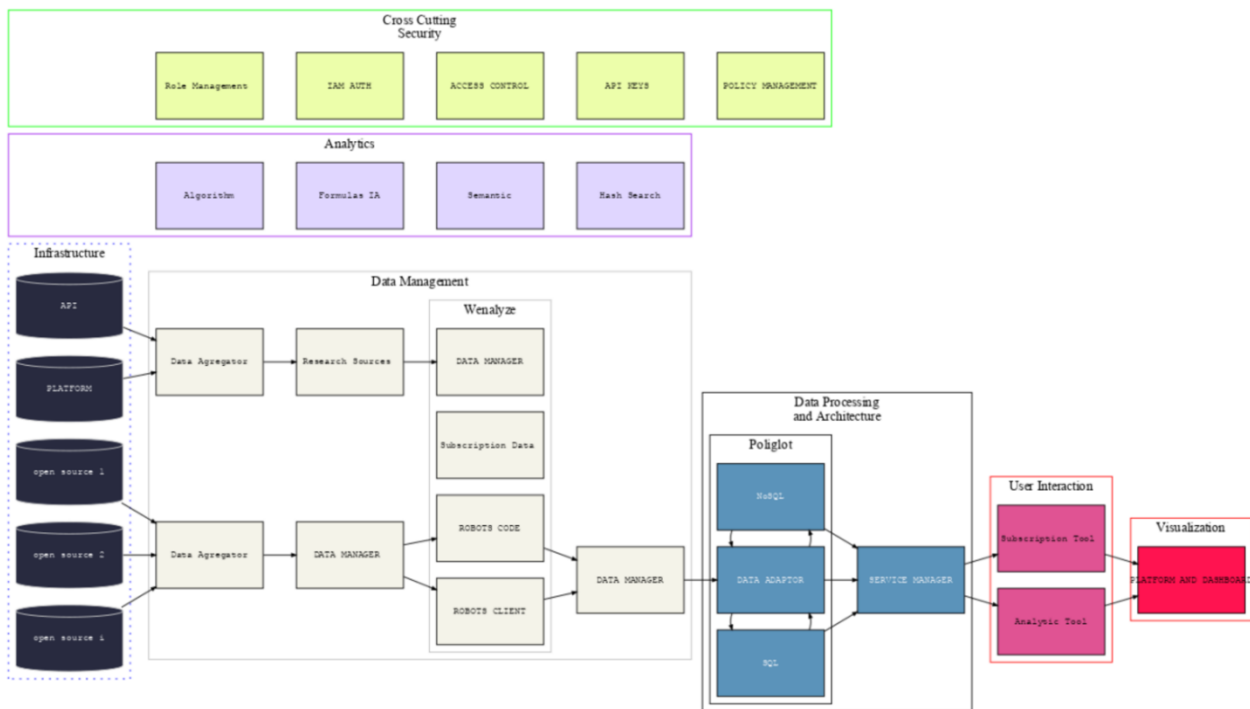 Cross Cutting
Security
Role Management
IAM AUTH
ACCESS CONTROL
API KEYS
POLICY MANAGEMENT
Analytics
Algorithm
Formulas IA
Semantic
Hash Search
Infrastructure
API
PLATFORM
open source 1
open source 2
open source i
Data Management
Data Agregator
Research Sources
Wenalyze
DATA MANAGER
Subscription Data
Data Agregator
DATA MANAGER
ROBOTS CODE
ROBOTS CLIENT
DATA MANAGER
Data Processing
and Architecture
Poliglot
NoSQL
DATA ADAPTOR
SQL
SERVICE MANAGER
User Interaction
Subscription Tool
Analytic Tool
Visualization
PLATFORM AND DASHBOARD